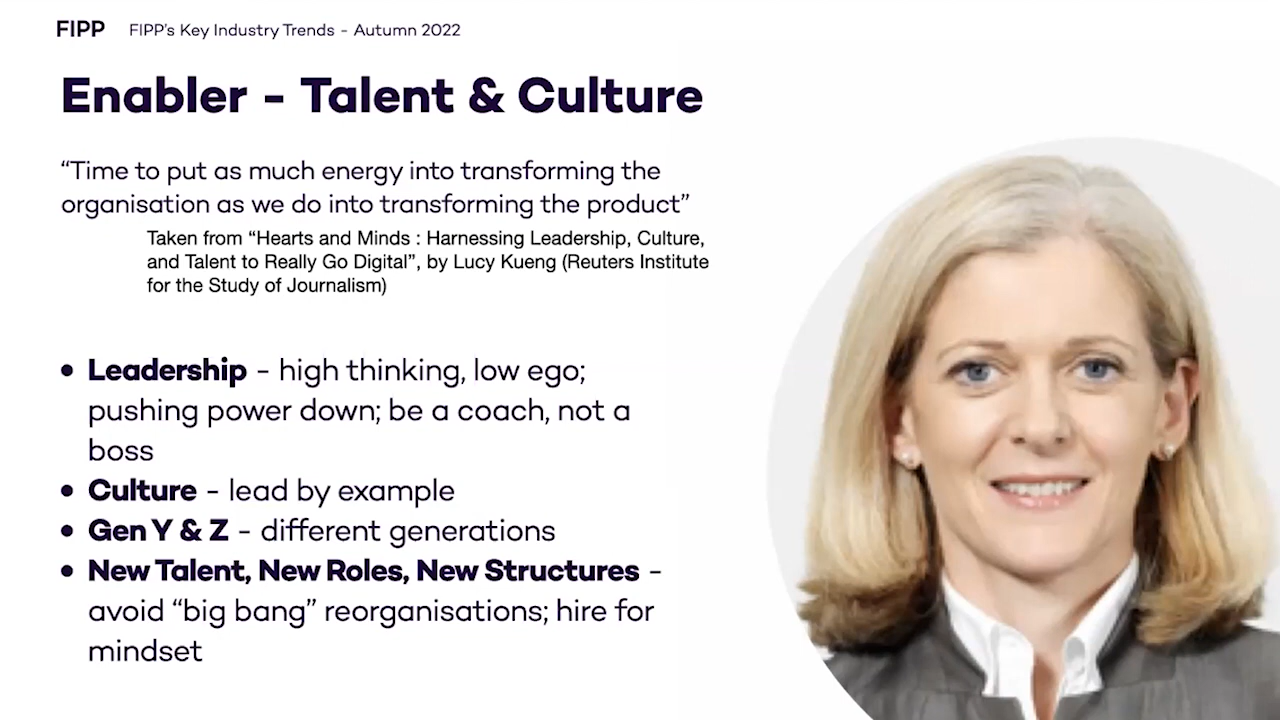 FIPP FIPP's Key Industry Trends - Autumn 2022
Enabler - Talent & Culture
“Time to put as much energy into transforming the
organisation as we do into transforming the product”
Taken from “Hearts and Minds : Harnessing Leadership, Culture,
and Talent to Really Go Digital”, by Lucy Kueng (Reuters Institute
for the Study of Journalism)
• Leadership - high thinking, low ego;
pushing power down; be a coach, not a
boss
• Culture - lead by example
• Gen Y & Z - different generations
• New Talent, New Roles, New Structures -
avoid “big bang” reorganisations; hire for
mindset